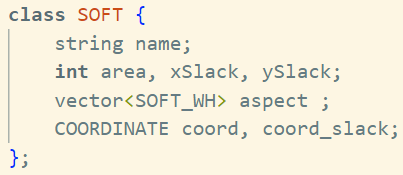 class SOFT {
    string name;
    int area, xSlack, ySlack;
    vector<SOFT_WH> aspect ;
    COORDINATE coord, coord_slack;
};